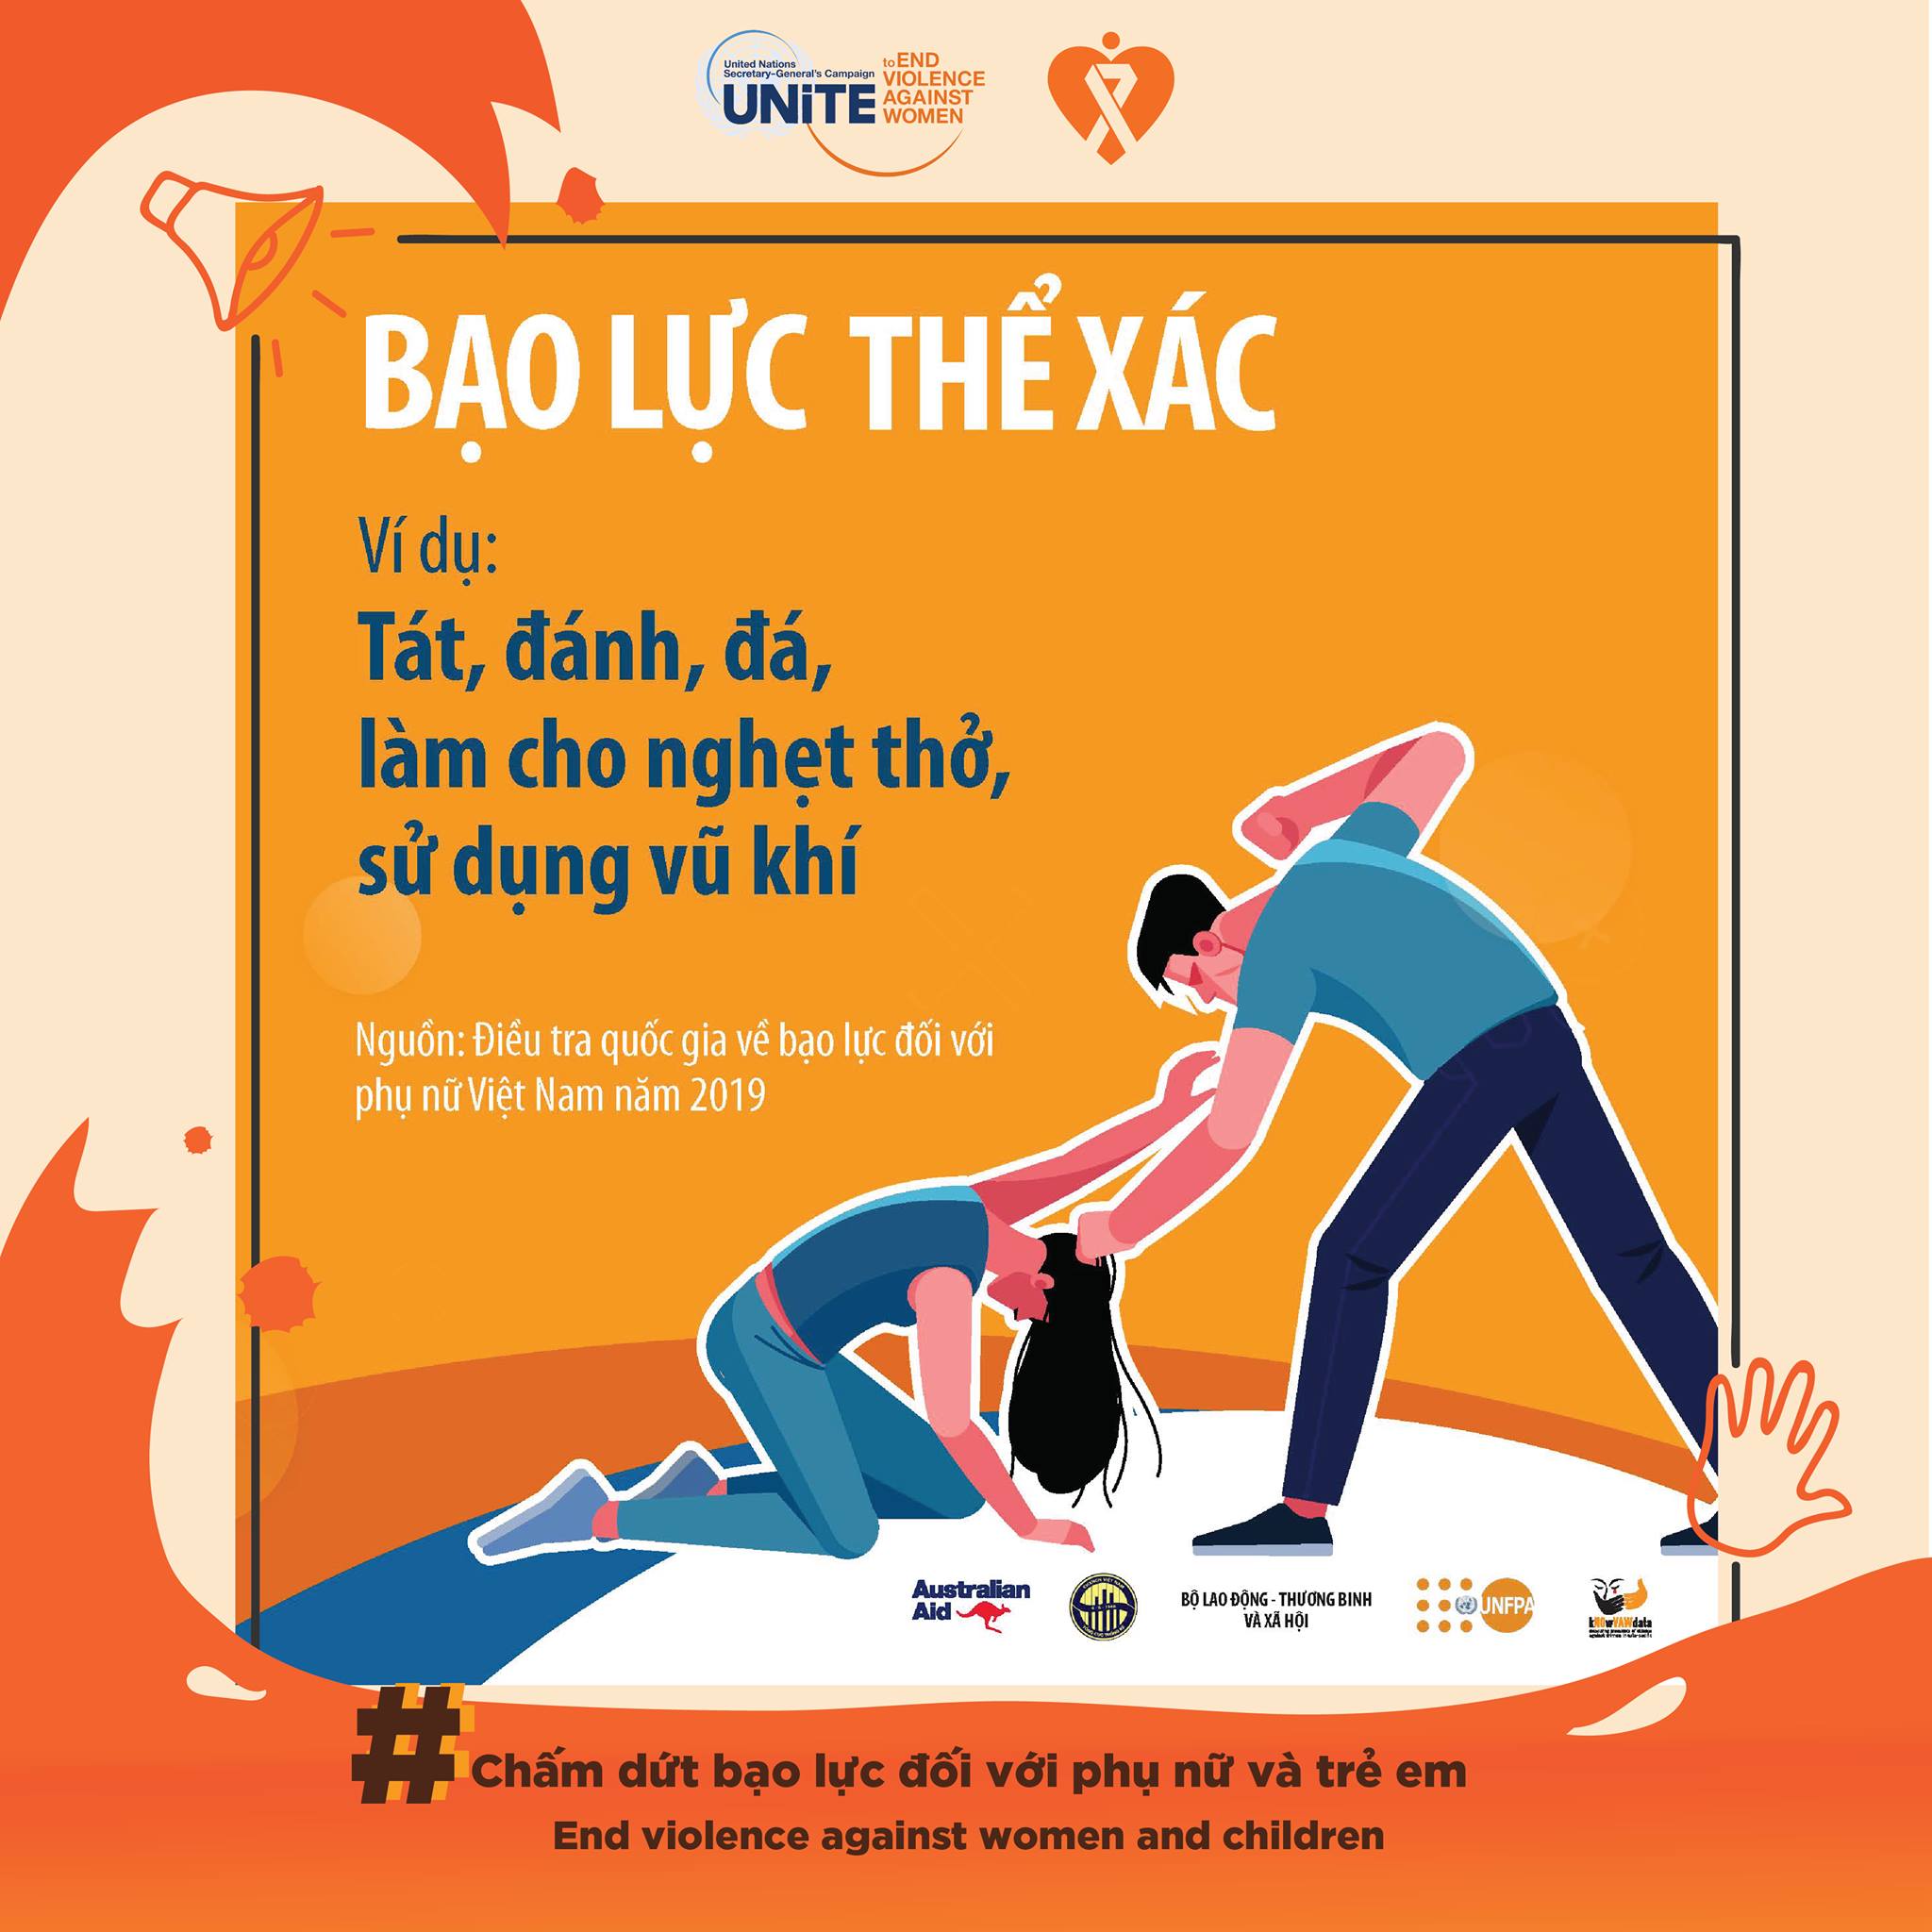 United Nations
Secretary-General's Campaign
UNiTE
to END
VIOLENCE
AGAINST
WOMEN
BẠO LỰC THỂ XÁC
Ví dụ:
Tát, đánh, đá,
làm cho nghẹt thở,
sử dụng vũ khí
Nguồn: Điều tra quốc gia về bạo lực đối với
phụ nữ Việt Nam năm 2019
Australian
Aid
BỘ LAO ĐỘNG - THƯƠNG BINH
VÀ XÃ HỘI
UNFPA
kNOwVAWdata
#Chấm dứt bạo lực đối với phụ nữ và trẻ em
End violence against women and children